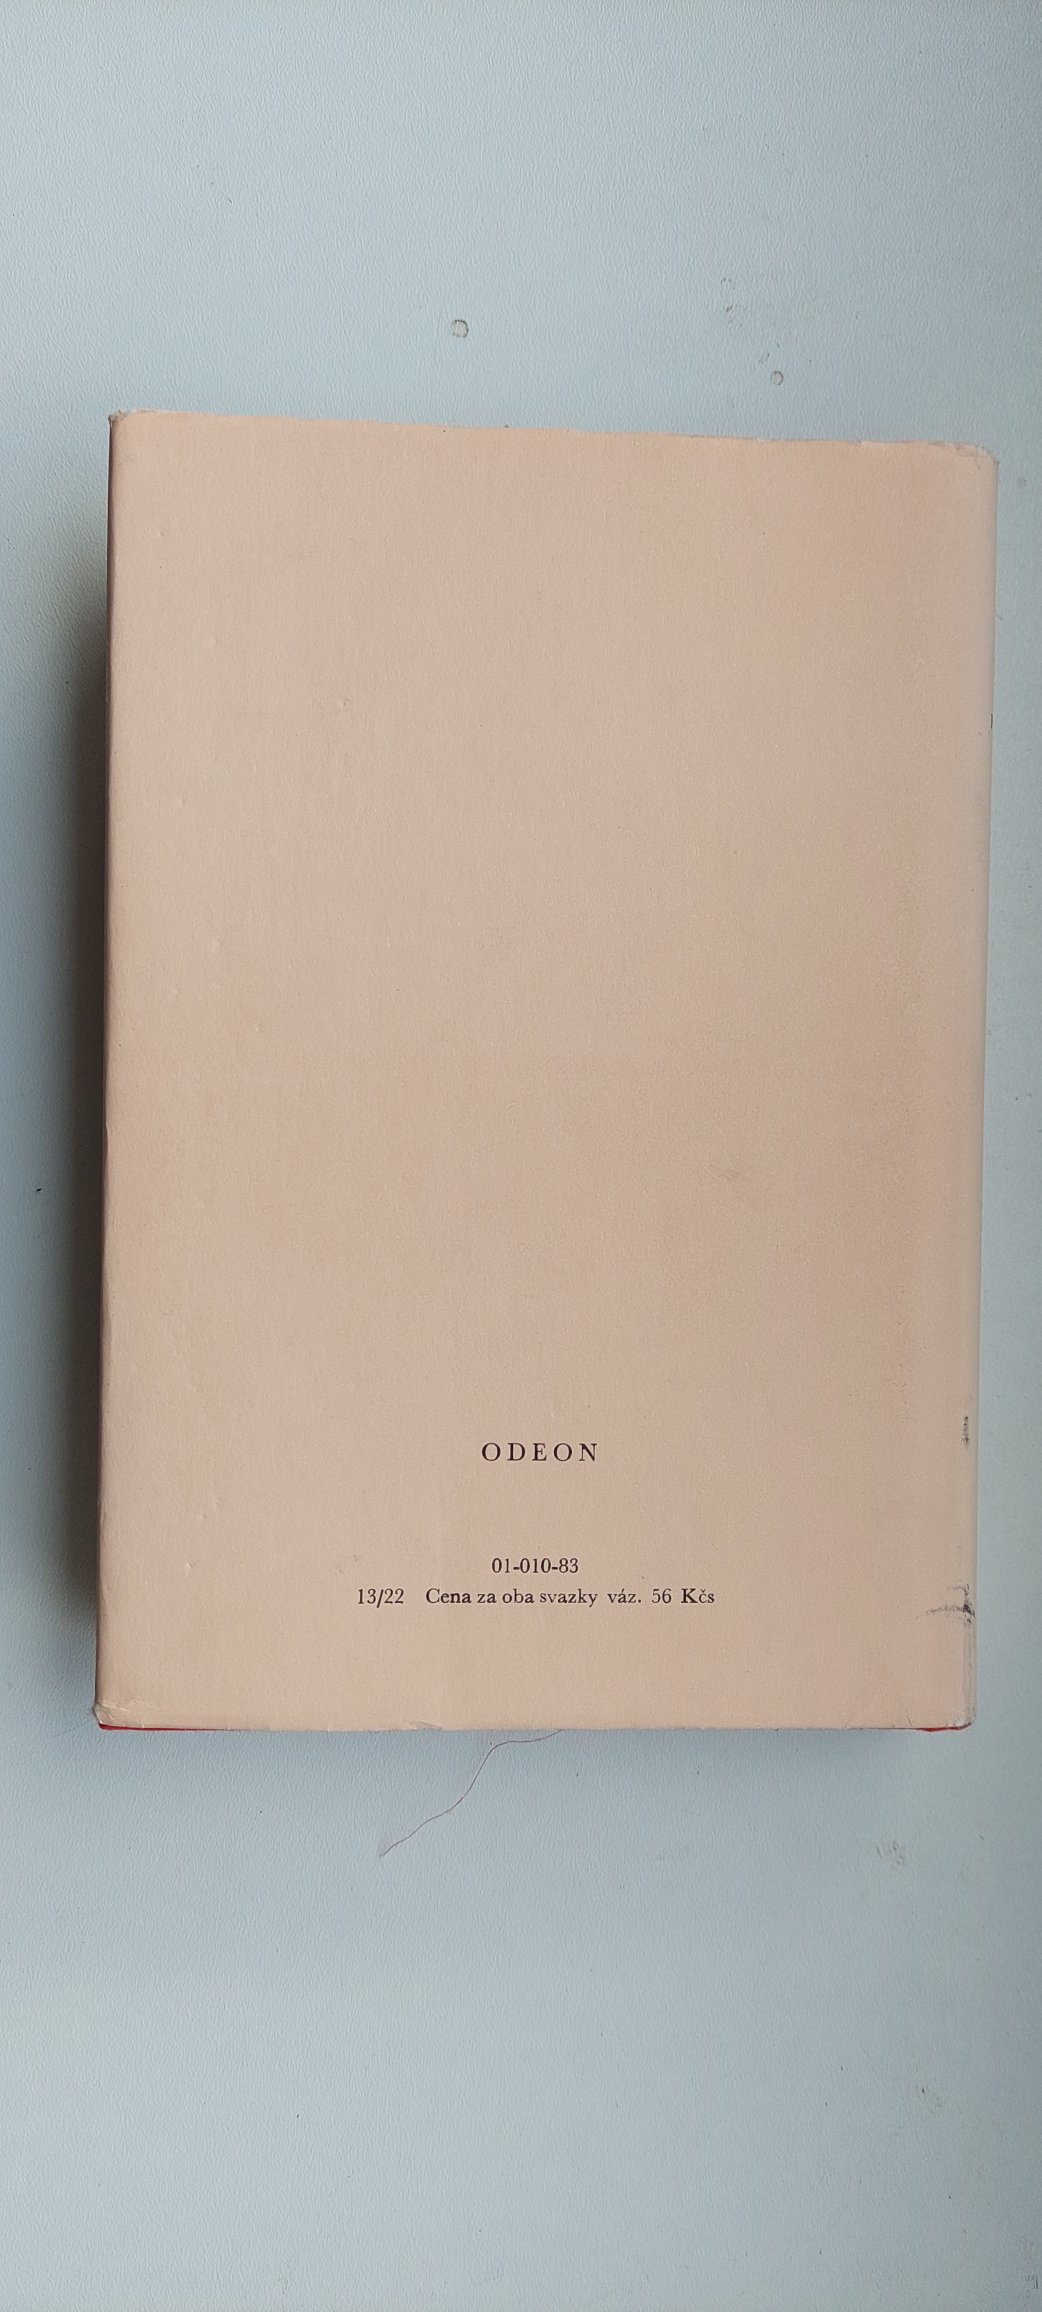 ODEON
01-010-83
13/22 Cena za oba svazky váz. 56 Kčs